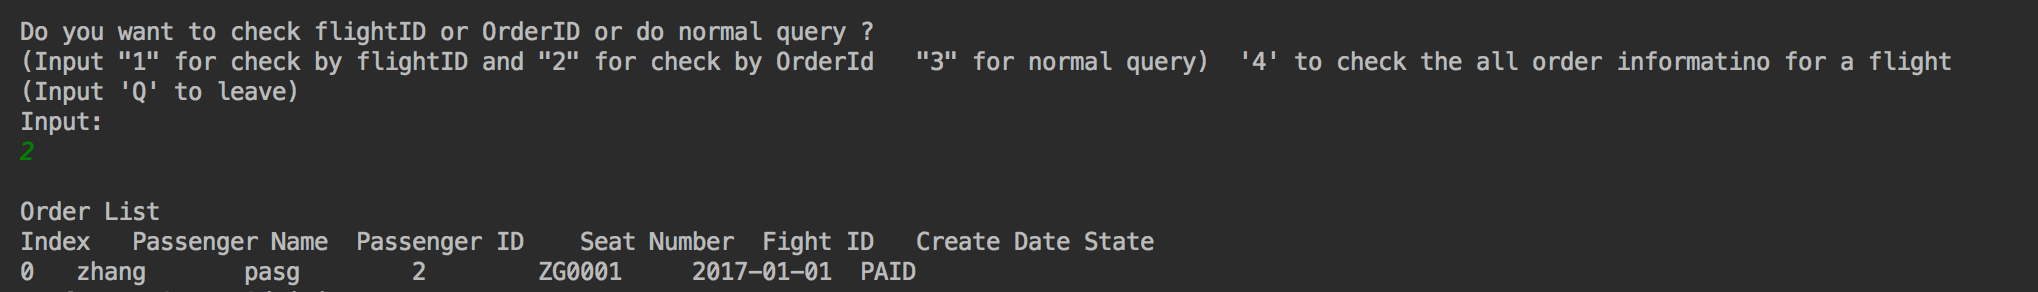 Do you want to check flightID or OrderID or do normal query ?
(Input "1" for check by flightID and "2" for check by OrderId   "3" for normal query)  '4' to check the all order informatino for a flight
(Input 'Q' to leave)
Input:
2
Order List
Index   Passenger Name  Passenger ID    Seat Number  Fight ID   Create Date State
0   zhang       pasg        2        ZG0001     2017-01-01  PAID